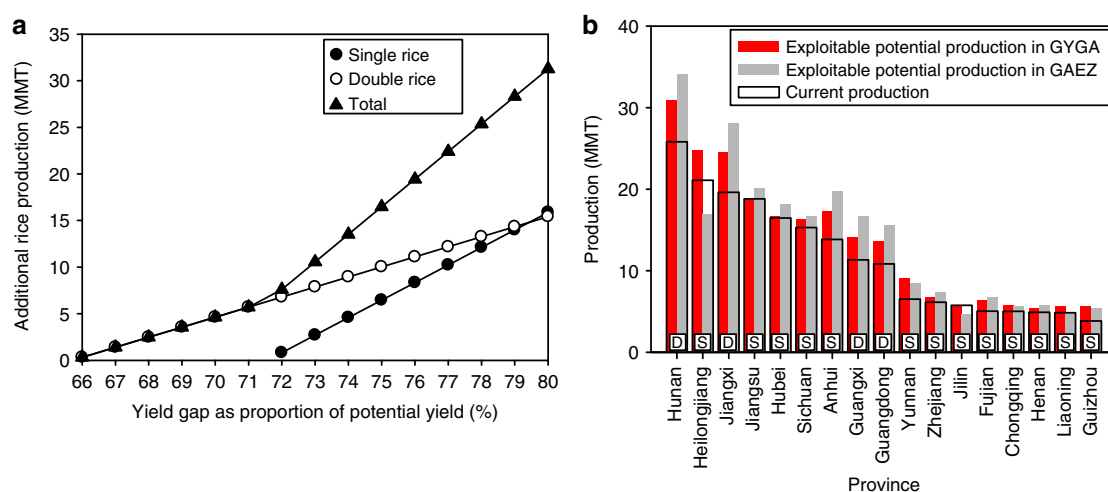 a
Additional rice production (MMT)
35
30
25
20
15
10
5
0
Single rice
Double rice
Total
66 67 68 69 70 71 72 73 74 75 76 77 78 79 80
Yield gap as proportion of potential yield (%)
b
Production (MMT)
40
30
20
10
0
Exploitable potential production in GYGA
Exploitable potential production in GAEZ
Current production
D S D S S S S D D S S S S S S S S
Hunan
Heilongjiang
Jiangxi
Jiangsu
Hubei
Sichuan
Anhui
Guangxi
Guangdong
Yunnan
Zhejiang
Jilin
Fujian
Chongqing
Henan
Liaoning
Guizhou
Province